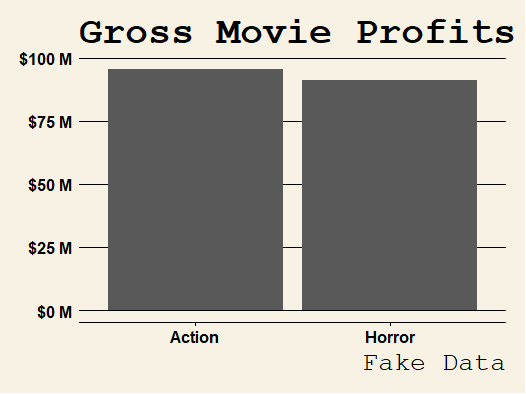 Gross Movie Profits
$100 M
$75 M
$50 M
$25 M
$0 M
Action Horror
Fake Data